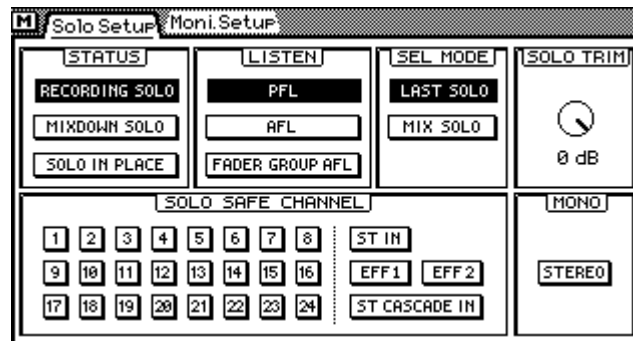 M Solo Setup Moni.Setup
STATUS LISTEN SEL MODE SOLO TRIM
RECORDING SOLO PFL LAST SOLO
MIXDOWN SOLO AFL MIX SOLO
SOLO IN PLACE FADER GROUP AFL 0 dB
SOLO SAFE CHANNEL MONO
1 2 3 4 5 6 7 8 ST IN
9 10 11 12 13 14 15 16 EFF1 EFF2 STEREO
17 18 19 20 21 22 23 24 ST CASCADE IN